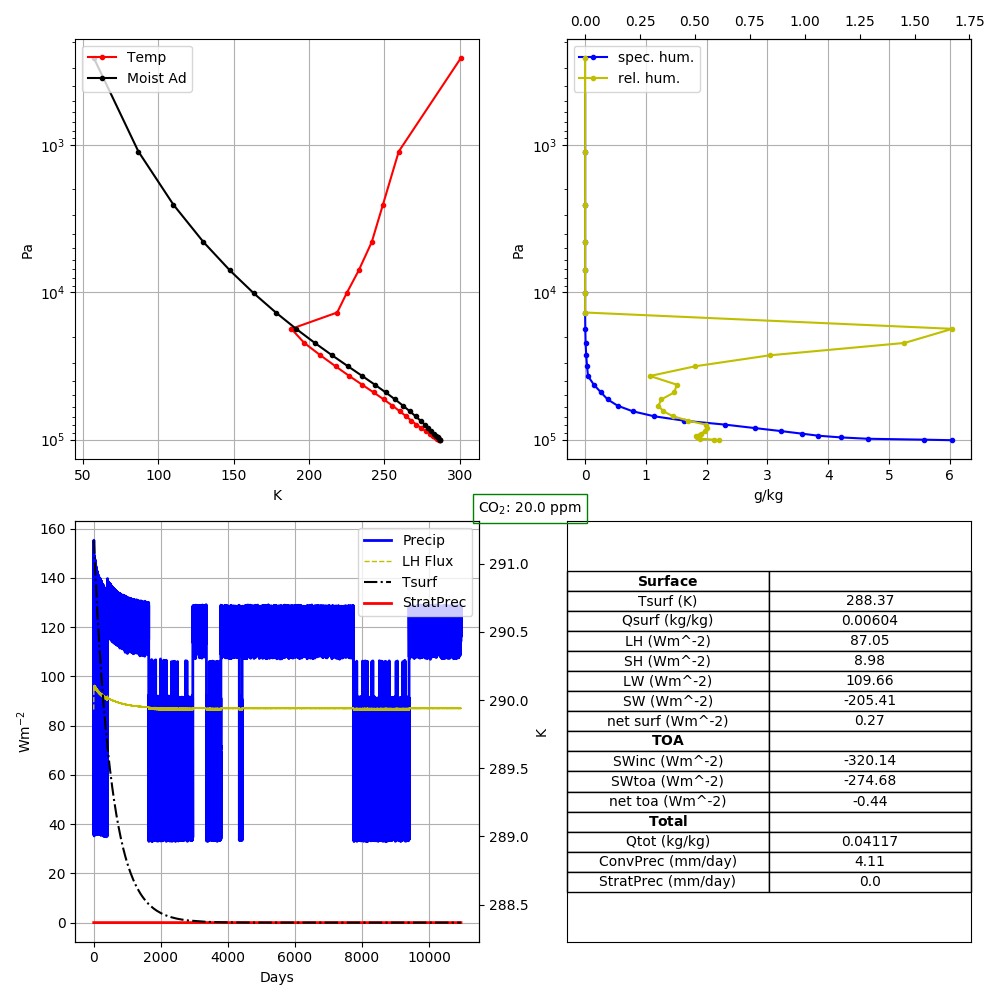 0.00 0.25 0.50 0.75 1.00 1.25 1.50 1.75
Temp
Moist Ad
spec. hum.
rel. hum.
Pa
10^3
10^4
10^5
Pa
10^3
10^4
10^5
50 100 150 200 250 300
K
0 1 2 3 4 5 6
g/kg
CO₂: 20.0 ppm
Precip
LH Flux
Tsurf
StratPrec
160
140
120
100
80
60
40
20
0
Wm⁻²
291.0
290.5
290.0
289.5
289.0
288.5
K
0 2000 4000 6000 8000 10000
Days
Surface
Tsurf (K) 288.37
Qsurf (kg/kg) 0.00604
LH (Wm^-2) 87.05
SH (Wm^-2) 8.98
LW (Wm^-2) 109.66
SW (Wm^-2) -205.41
net surf (Wm^-2) 0.27
TOA
SWinc (Wm^-2) -320.14
SWtoa (Wm^-2) -274.68
net toa (Wm^-2) -0.44
Total
Qtot (kg/kg) 0.04117
ConvPrec (mm/day) 4.11
StratPrec (mm/day) 0.0